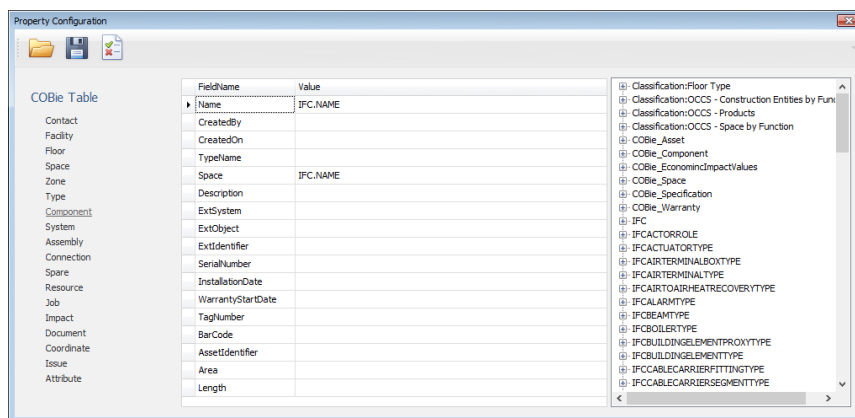 Property Configuration
COBie Table
Contact
Facility
Floor
Space
Zone
Type
Component
System
Assembly
Connection
Spare
Resource
Job
Impact
Document
Coordinate
Issue
Attribute
FieldName Value
Name IFC.NAME
CreatedBy
CreatedOn
TypeName
Space IFC.NAME
Description
ExtSystem
ExtObject
ExtIdentifier
SerialNumber
InstallationDate
WarrantyStartDate
TagNumber
BarCode
AssetIdentifier
Area
Length
Classification:Floor Type
Classification:OCCS - Construction Entities by Func
Classification:OCCS - Products
Classification:OCCS - Space by Function
COBie_Asset
COBie_Component
COBie_EconomincImpactValues
COBie_Space
COBie_Specification
COBie_Warranty
IFC
IFCACTORROLE
IFCACTUATORTYPE
IFCAIRTERMINALBOXTYPE
IFCAIRTERMINALTYPE
IFCAIRTOAIRHEATRECOVERYTYPE
IFCALARMTYPE
IFCBEAMTYPE
IFCBOILERTYPE
IFCBUILDINGELEMENTPROXYTYPE
IFCBUILDINGELEMENTTYPE
IFCCABLECARRIERFITTINGTYPE
IFCCABLECARRIERSEGMENTTYPE